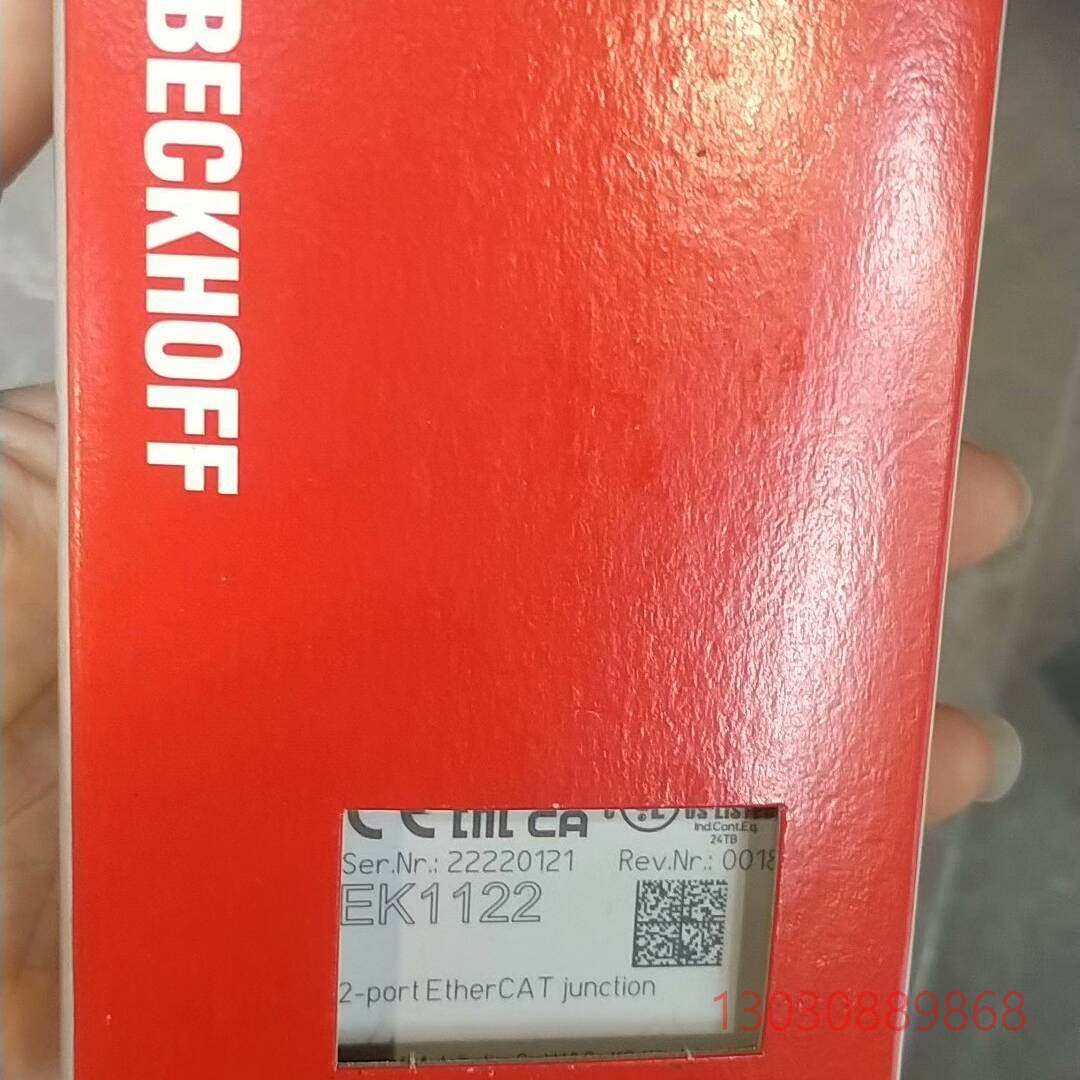 BECKHOFF
CE EAC CA c UL US LISTED
Ind.Cont.Eq.
24TB
Ser.Nr.: 22220121 Rev.Nr.: 0018
EK1122
2-port EtherCAT junction
13030889868